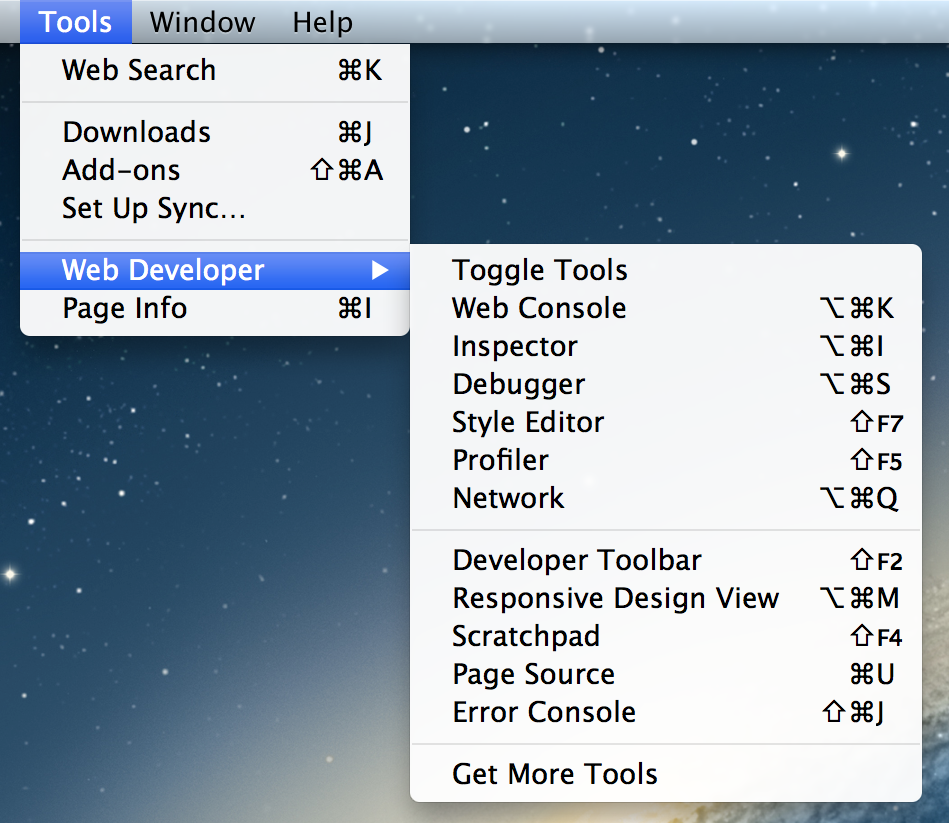 Tools Window Help
Web Search ⌘K
Downloads ⌘J
Add-ons ⇧⌘A
Set Up Sync...
Web Developer ▶
Page Info ⌘I
Toggle Tools
Web Console ⌥⌘K
Inspector ⌥⌘I
Debugger ⌥⌘S
Style Editor ⇧F7
Profiler ⇧F5
Network ⌥⌘Q
Developer Toolbar ⇧F2
Responsive Design View ⌥⌘M
Scratchpad ⇧F4
Page Source ⌘U
Error Console ⇧⌘J
Get More Tools